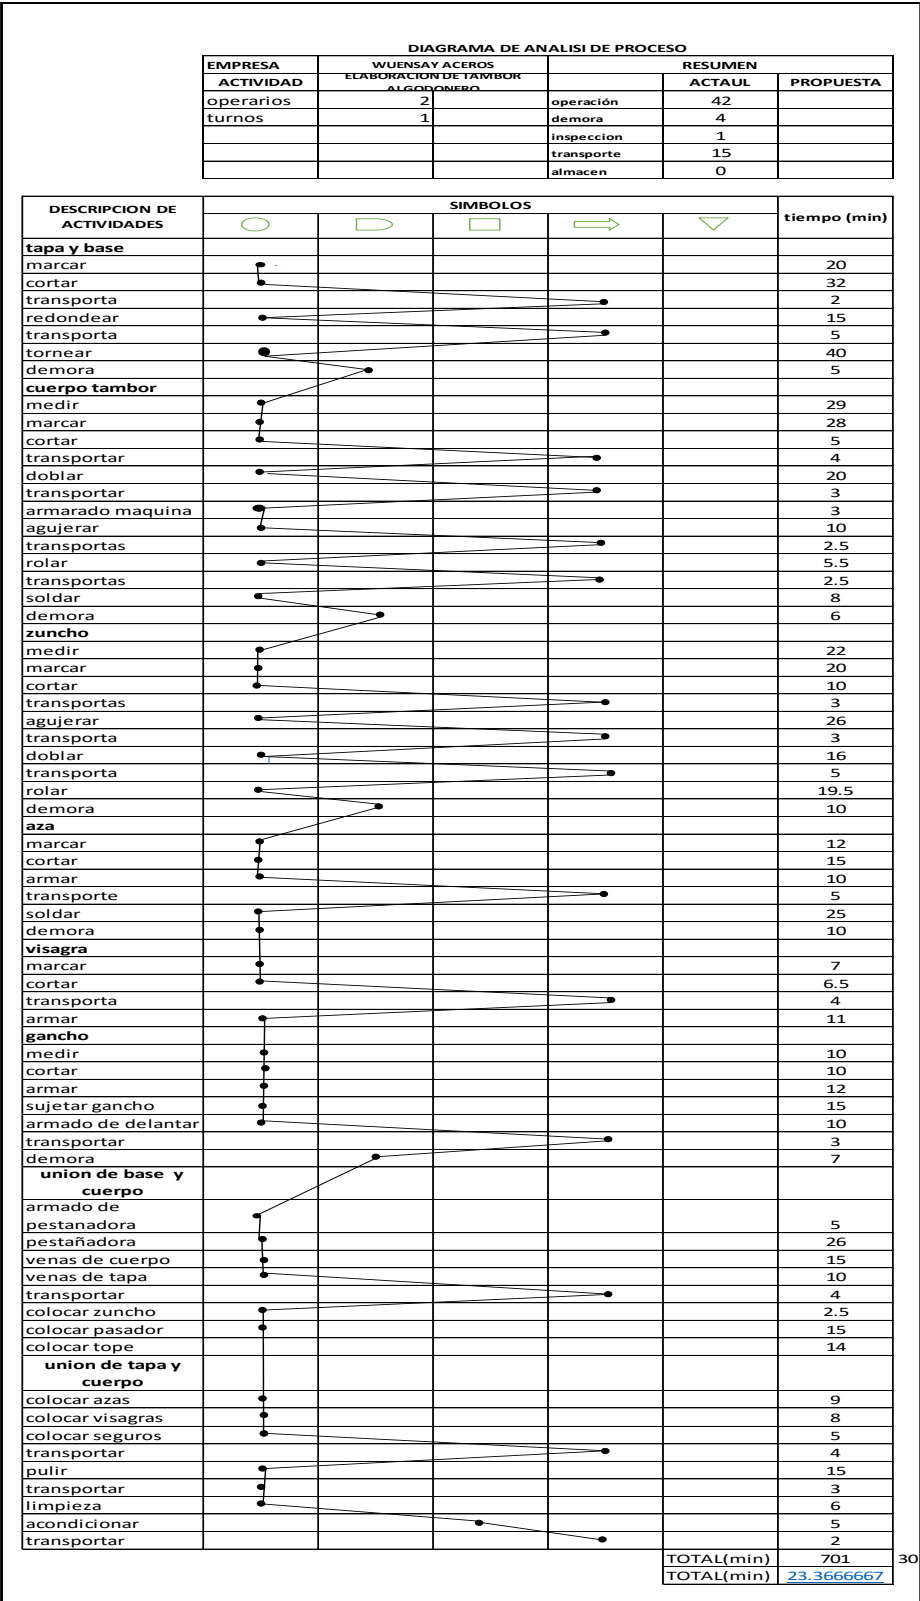 DIAGRAMA DE ANALISI DE PROCESO
EMPRESA WUENSAY ACEROS RESUMEN
ACTIVIDAD ELABORACION DE TAMBOR ALGODONERO ACTAUL PROPUESTA
operarios 2 operación 42
turnos 1 demora 4
inspeccion 1
transporte 15
almacen 0
DESCRIPCION DE ACTIVIDADES SIMBOLOS tiempo (min)
tapa y base
marcar 20
cortar 32
transporta 2
redondear 15
transporta 5
tornear 40
demora 5
cuerpo tambor
medir 29
marcar 28
cortar 5
transportar 4
doblar 20
transportar 3
armarado maquina 3
agujerar 10
transportas 2.5
rolar 5.5
transportas 2.5
soldar 8
demora 6
zuncho
medir 22
marcar 20
cortar 10
transportas 3
agujerar 26
transporta 3
doblar 16
transporta 5
rolar 19.5
demora 10
aza
marcar 12
cortar 15
armar 10
transporte 5
soldar 25
demora 10
visagra
marcar 7
cortar 6.5
transporta 4
armar 11
gancho
medir 10
cortar 10
armar 12
sujetar gancho 15
armado de delantar 10
transportar 3
demora 7
union de base y
cuerpo
armado de
pestanadora 5
pestañadora 26
venas de cuerpo 15
venas de tapa 10
transportar 4
colocar zuncho 2.5
colocar pasador 15
colocar tope 14
union de tapa y
cuerpo
colocar azas 9
colocar visagras 8
colocar seguros 5
transportar 4
pulir 15
transportar 3
limpieza 6
acondicionar 5
transportar 2
TOTAL(min) 701 30
TOTAL(min) 23.3666667